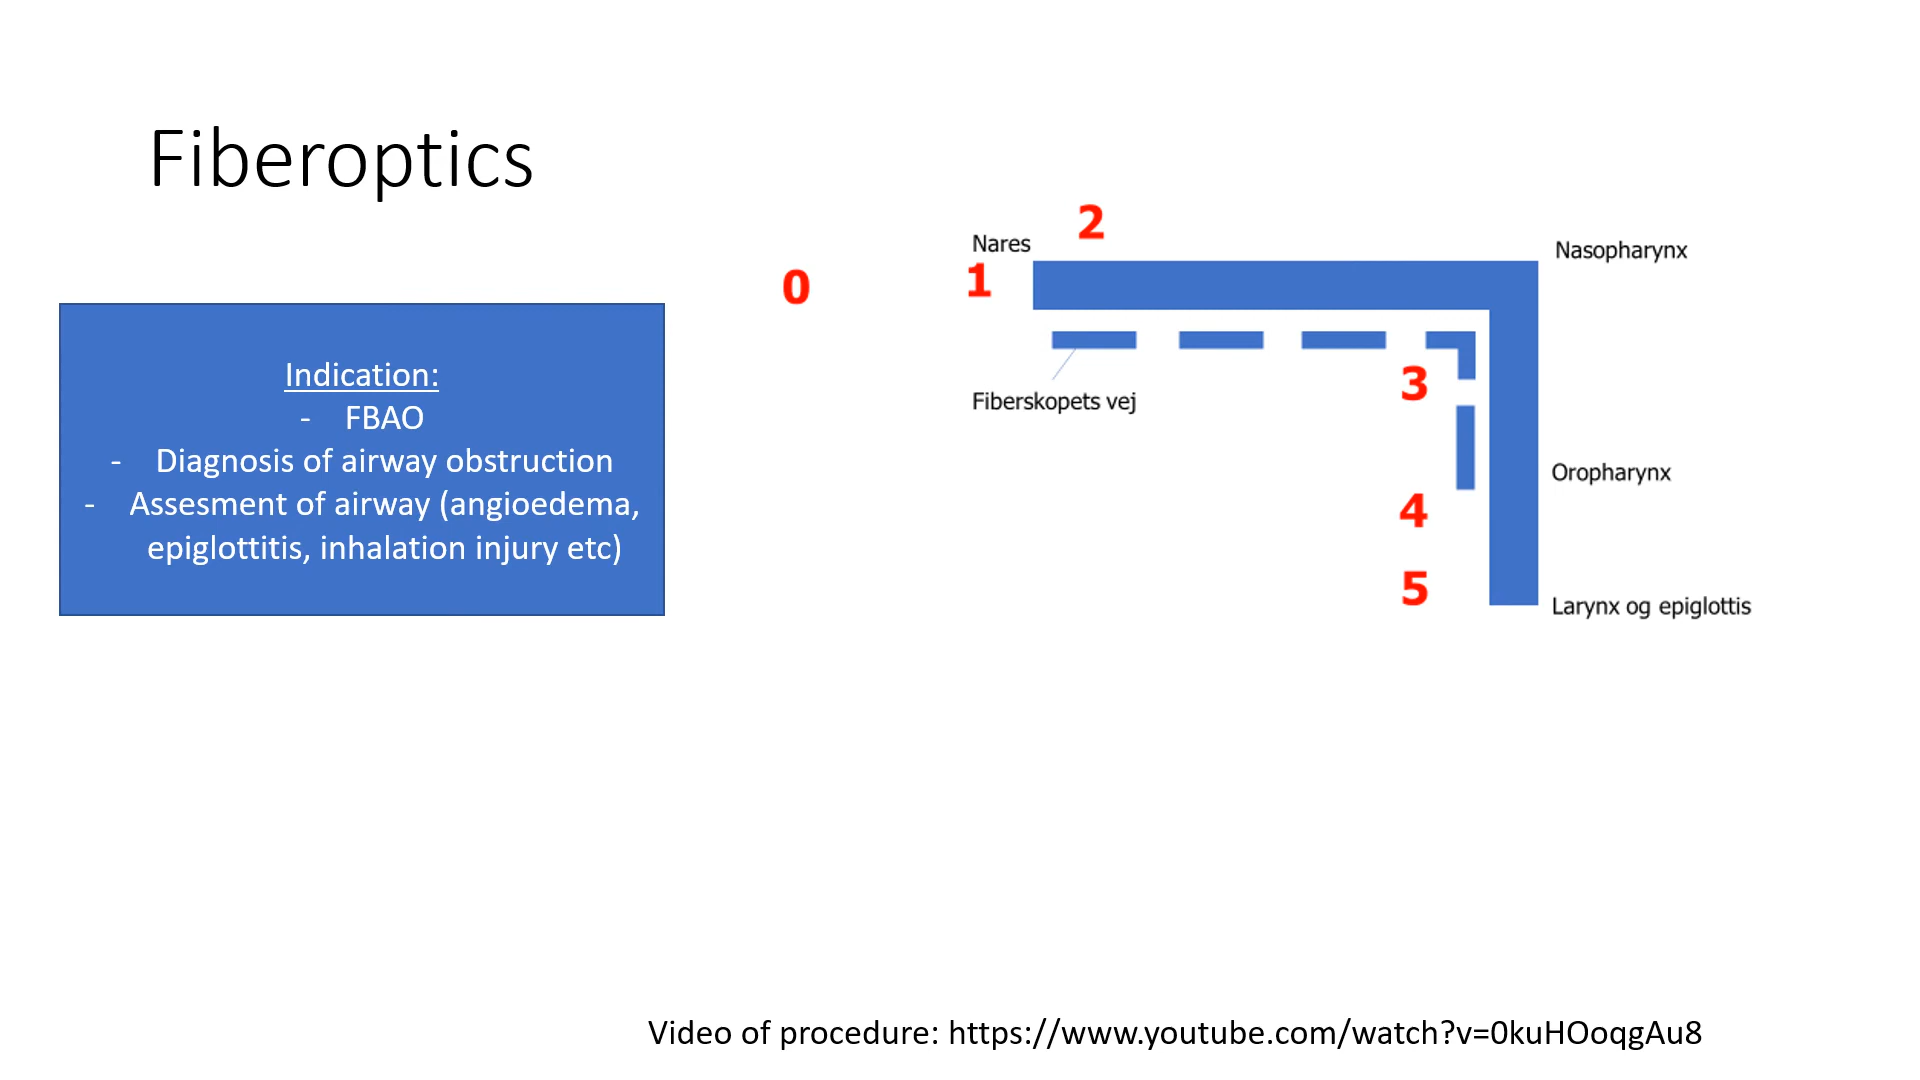 Fiberoptics
Indication:
- FBAO
- Diagnosis of airway obstruction
- Assesment of airway (angioedema,
epiglottitis, inhalation injury etc)
0
Nares
1
2
Nasopharynx
Fiberskopets vej
3
Oropharynx
4
5
Larynx og epiglottis
Video of procedure: https://www.youtube.com/watch?v=0kuHOoqgAu8